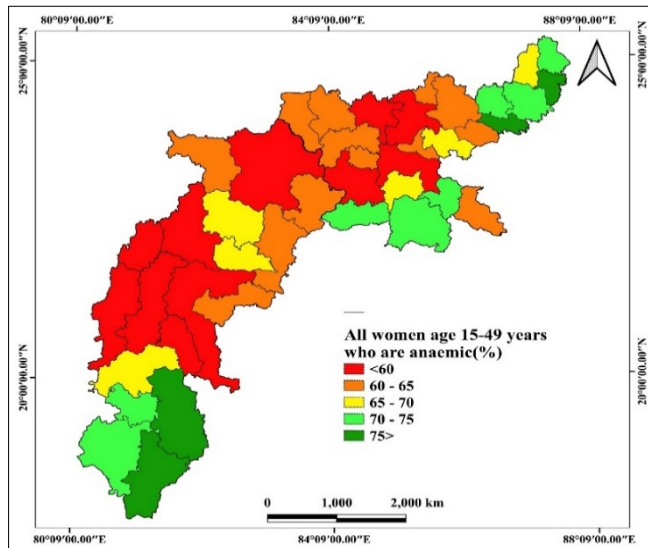 80°09'00.00"E 84°09'00.00"E 88°09'00.00"E
25°00'00.00"N 25°00'00.00"N
20°00'00.00"N 20°00'00.00"N
All women age 15-49 years
who are anaemic(%)
<60
60 - 65
65 - 70
70 - 75
75>
0 1,000 2,000 km
80°09'00.00"E 84°09'00.00"E 88°09'00.00"E